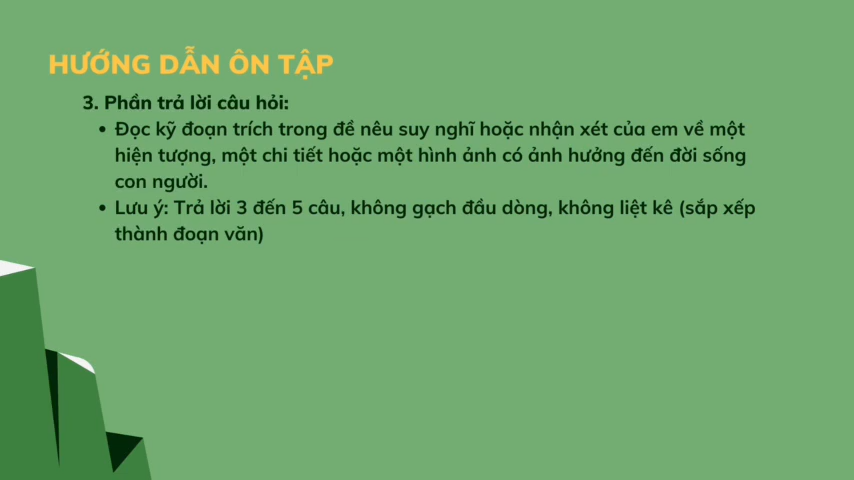 HƯỚNG DẪN ÔN TẬP
3. Phần trả lời câu hỏi:
• Đọc kỹ đoạn trích trong đề nêu suy nghĩ hoặc nhận xét của em về một
hiện tượng, một chi tiết hoặc một hình ảnh có ảnh hưởng đến đời sống
con người.
• Lưu ý: Trả lời 3 đến 5 câu, không gạch đầu dòng, không liệt kê (sắp xếp
thành đoạn văn)